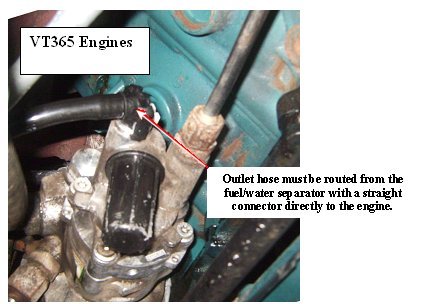 VT365 Engines
Outlet hose must be routed from the
fuel/water separator with a straight
connector directly to the engine.